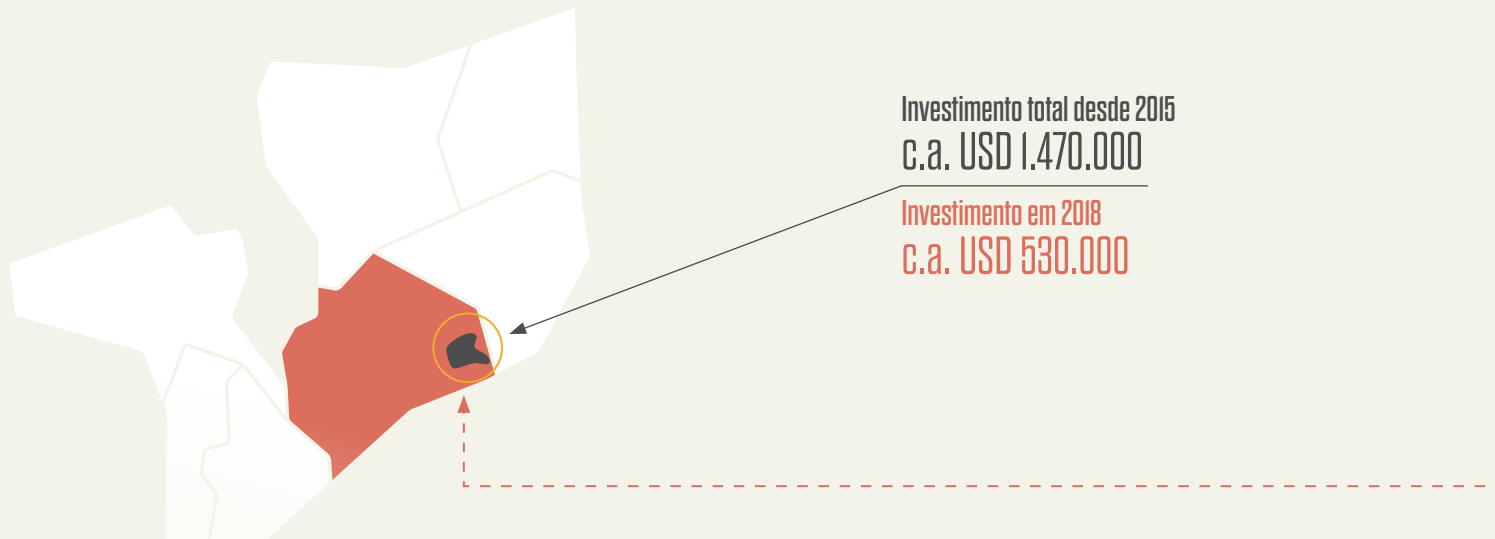 Investimento total desde 2015
c.a. USD 1.470.000
Investimento em 2018
c.a. USD 530.000